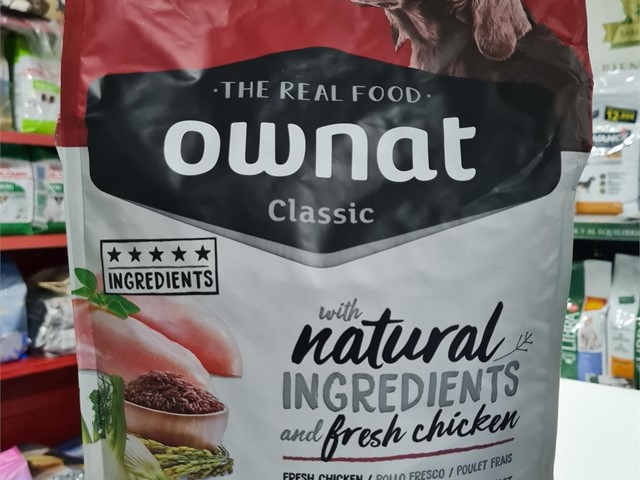 ·THE REAL FOOD·
ownat
Classic
★★★★★
INGREDIENTS
with
natural
INGREDIENTS
and fresh chicken
FRESH CHICKEN / POLLO FRESCO / POULET FRAIS